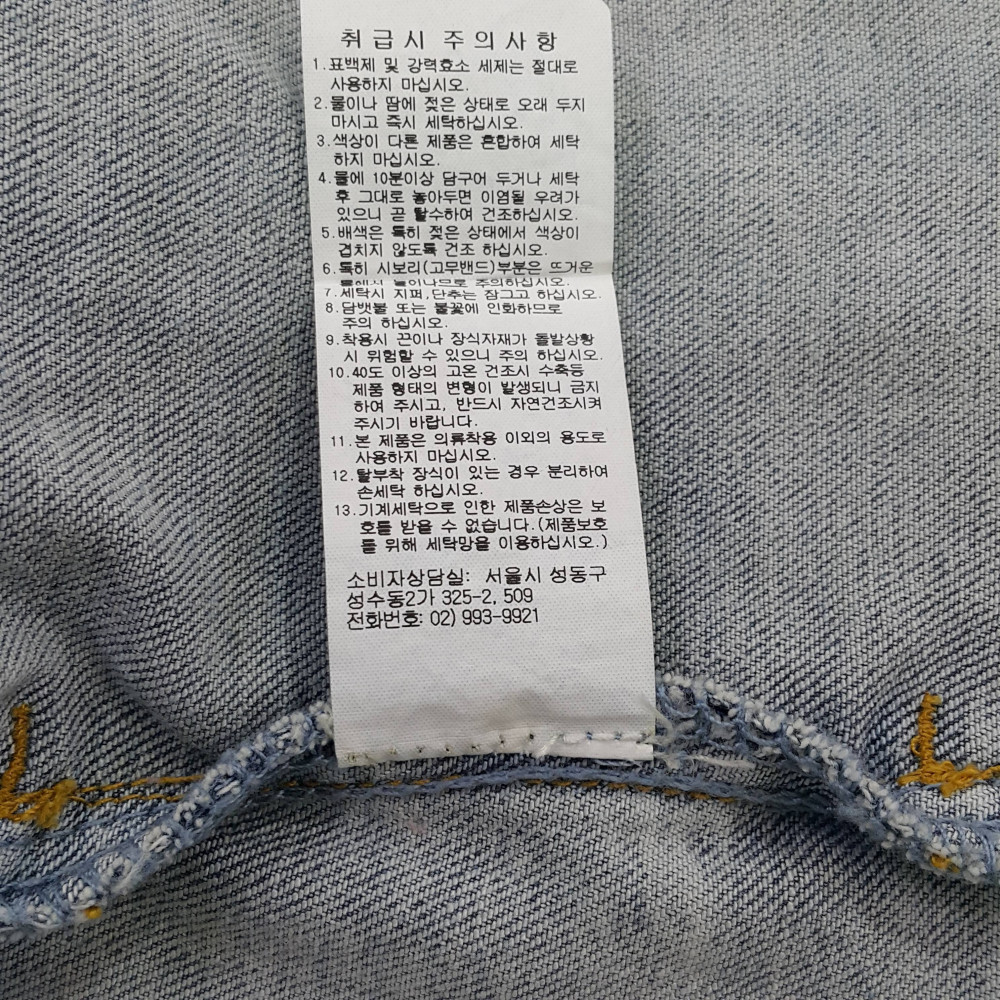 취급시 주의사항
1.표백제 및 강력효소 세제는 절대로
사용하지 마십시오.
2.물이나 땀에 젖은 상태로 오래 두지
마시고 즉시 세탁하십시오.
3.색상이 다른 제품은 혼합하여 세탁
하지 마십시오.
4.물에 10분이상 담구어 두거나 세탁
후 그대로 놓아두면 이염될 우려가
있으니 곧 탈수하여 건조하십시오.
5.배색은 특히 젖은 상태에서 색상이
겹치지 않도록 건조 하십시오.
6.특히 시보리(고무밴드)부분은 뜨거운
주의하십시오.
7.세탁시 지퍼,단추는 잠그고 하십시오.
8.담뱃불 또는 불꽃에 인화하므로
주의 하십시오.
9.착용시 끈이나 장식자재가 돌발상황
시 위험할 수 있으니 주의 하십시오.
10.40도 이상의 고온 건조시 수축등
제품 형태의 변형이 발생되니 금지
하여 주시고, 반드시 자연건조시켜
주시기 바랍니다.
11.본 제품은 의류착용 이외의 용도로
사용하지 마십시오.
12.탈부착 장식이 있는 경우 분리하여
손세탁 하십시오.
13.기계세탁으로 인한 제품손상은 보
호를 받을 수 없습니다.(제품보호
를 위해 세탁망을 이용하십시오.)
소비자상담실: 서울시 성동구
성수동2가 325-2, 509
전화번호: 02) 993-9921